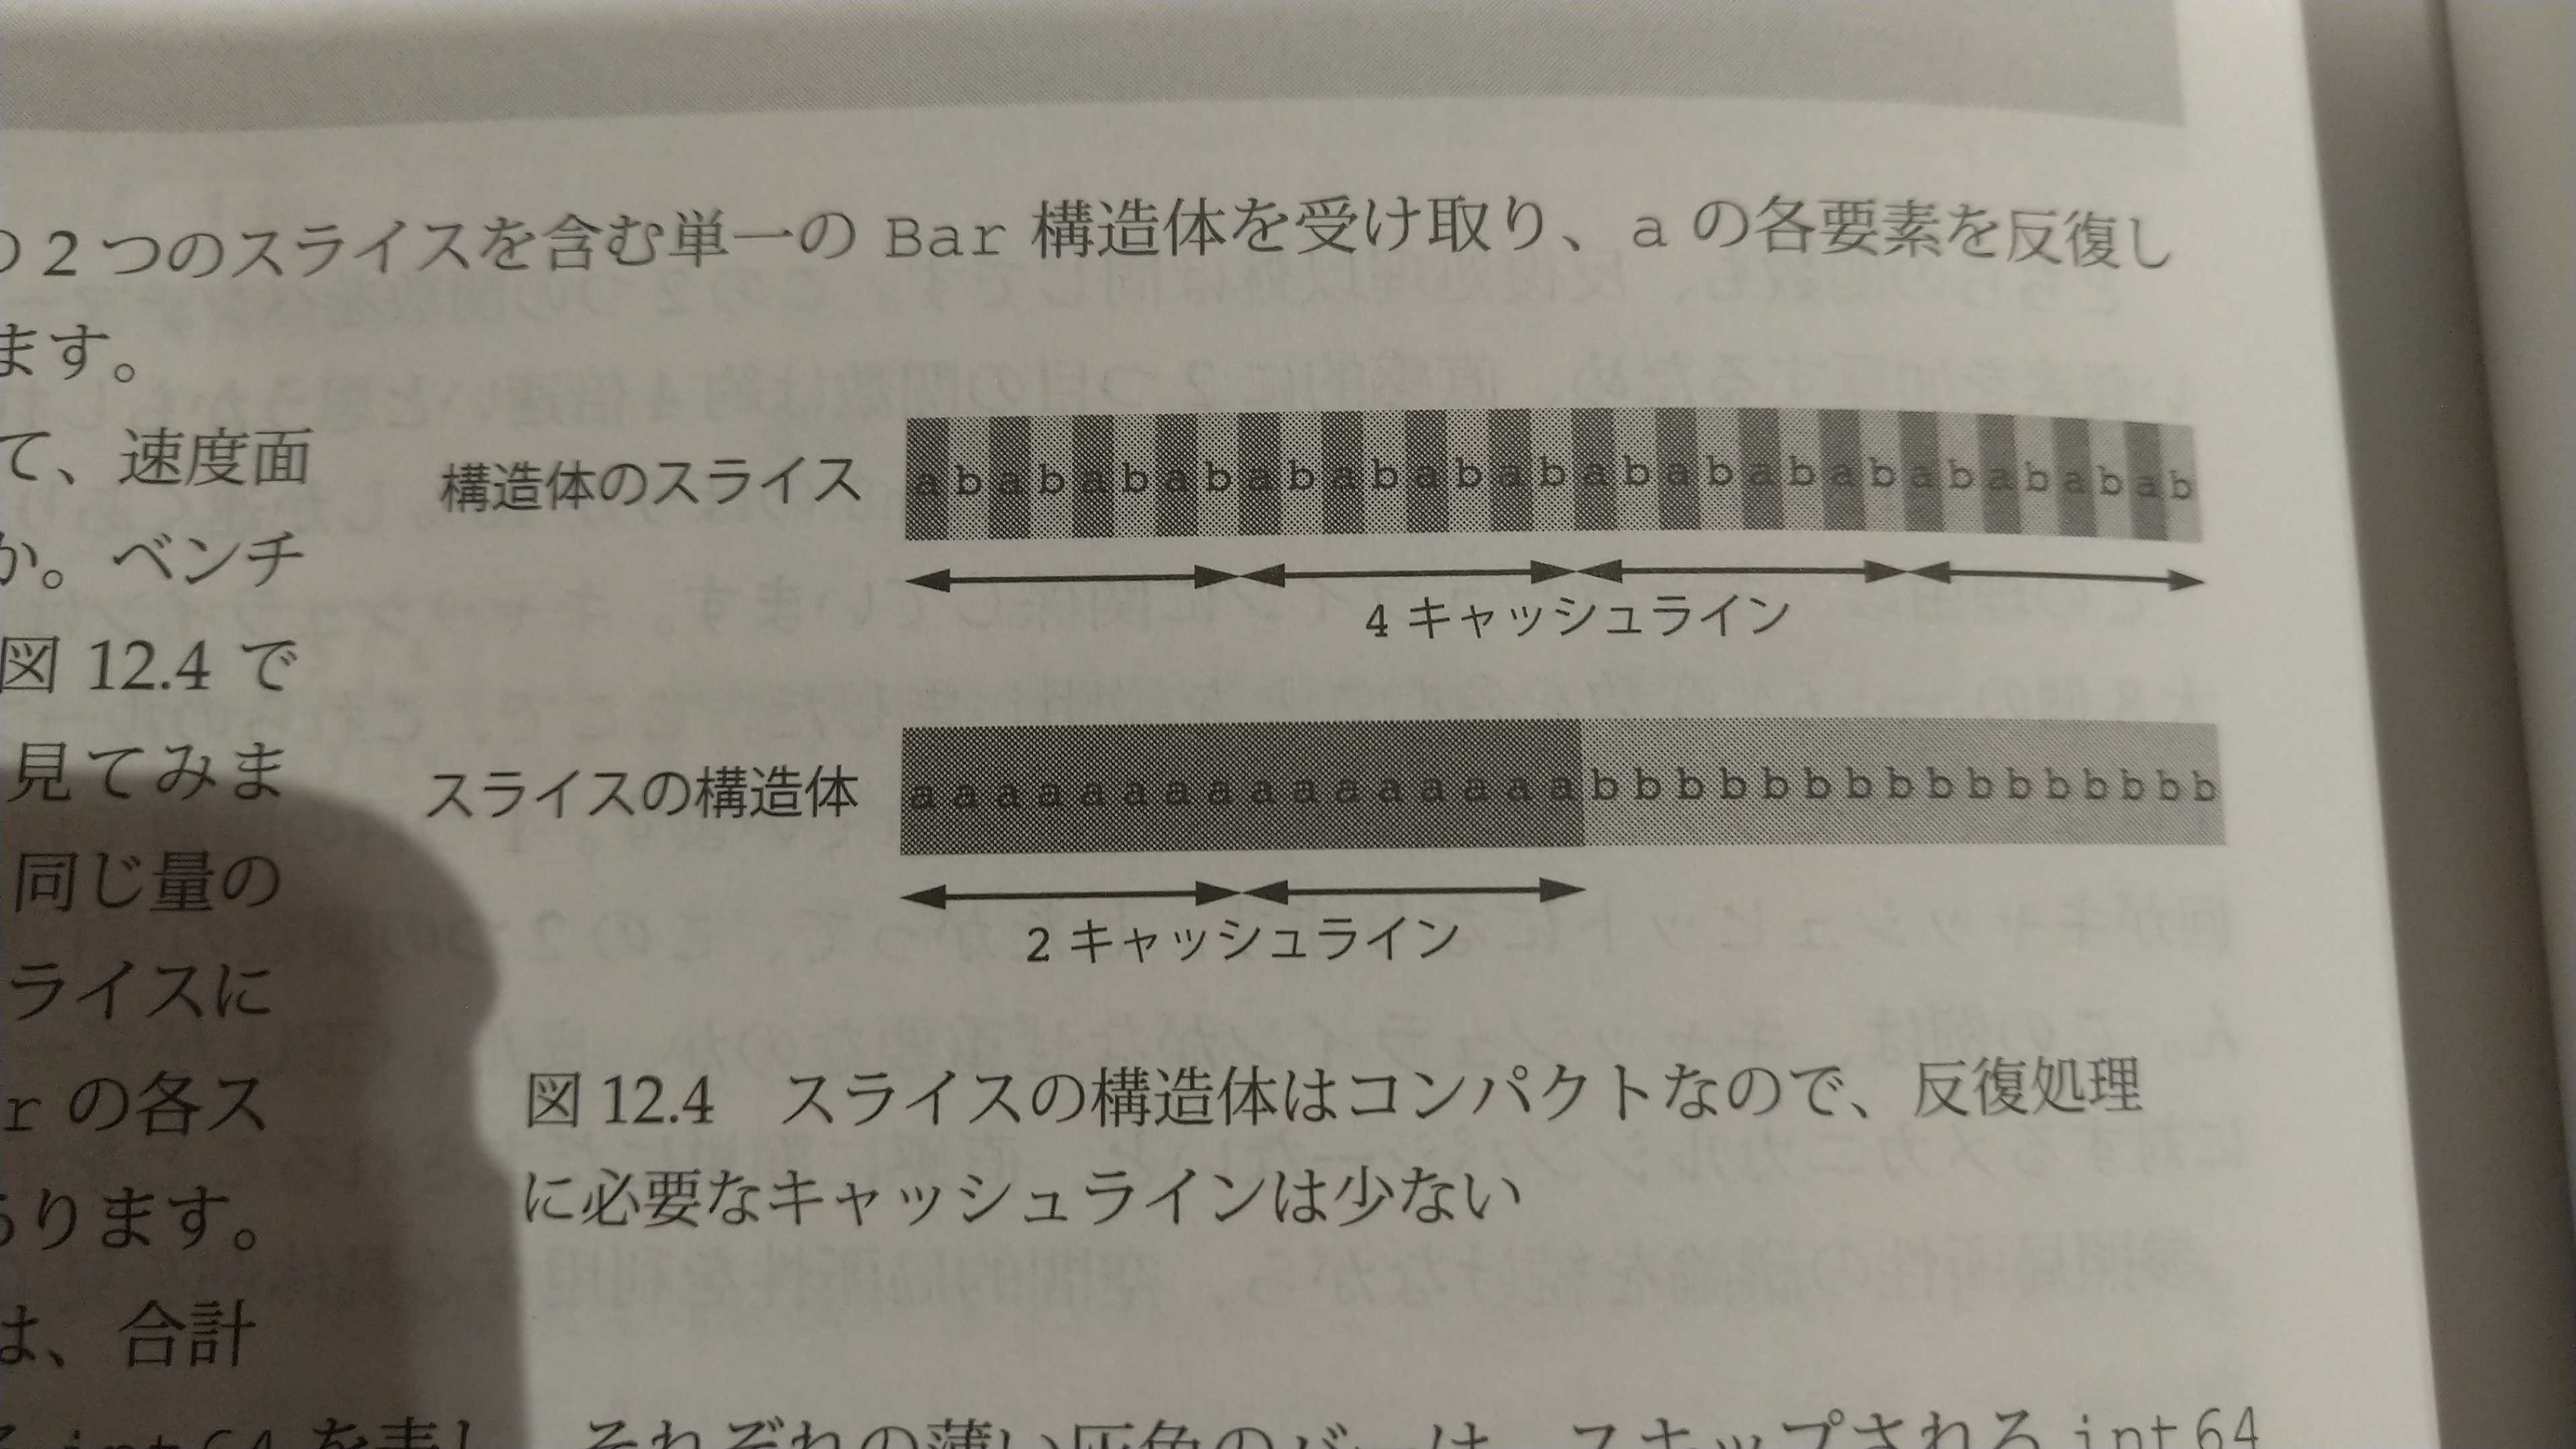 の 2 つのスライスを含む単一の Bar 構造体を受け取り、a の各要素を反復し
ます。
て、速度面
か。ベンチ
図 12.4 で
見てみま
同じ量の
ライスに
r の各ス
ります。
は、合計
構造体のスライス
a b a b a b a b a b a b a b a b a b a b a b a b a b a b a b a b
4 キャッシュライン
スライスの構造体
a a a a a a a a a a a a a a a a b b b b b b b b b b b b b b b b
2 キャッシュライン
図 12.4 スライスの構造体はコンパクトなので、反復処理
に必要なキャッシュラインは少ない
int64 を表し、それぞれの薄い灰色のバーは、スキップされる int64